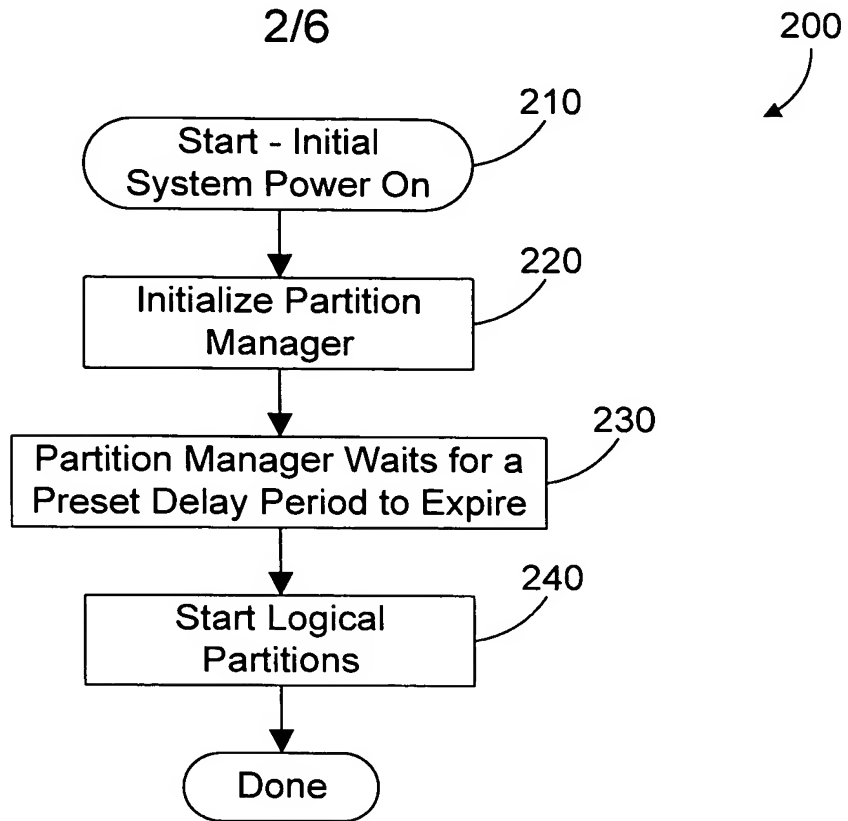 2/6
200
210
Start - Initial
System Power On
220
Initialize Partition
Manager
230
Partition Manager Waits for a
Preset Delay Period to Expire
240
Start Logical
Partitions
Done